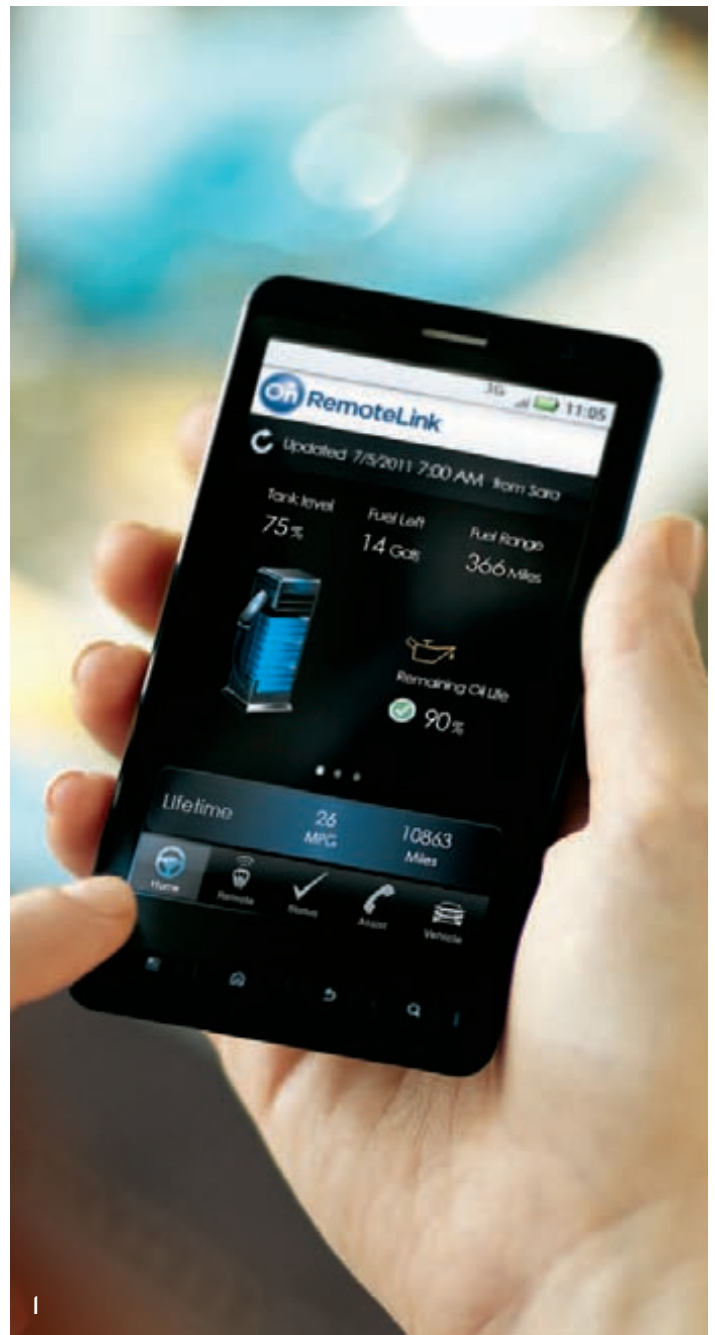 3G 11:05
On RemoteLink
Updated 7/5/2011 7:00 AM from Sara
Tank level Fuel Left Fuel Range
75% 14 Gals 366 Miles
Remaining Oil Life
90%
Lifetime 26 MPG 10863 Miles
Home Remote Assist Vehicle
1